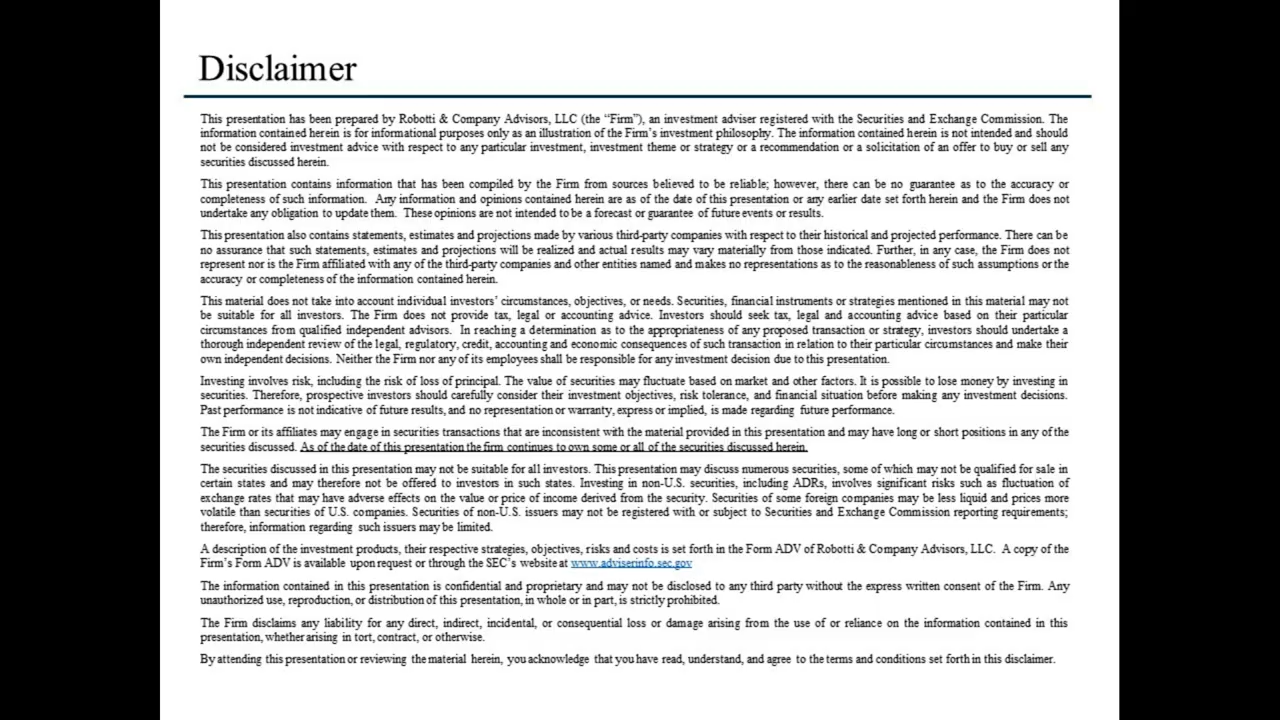 Disclaimer
This presentation has been prepared by Robotti & Company Advisors, LLC (the “Firm”), an investment adviser registered with the Securities and Exchange Commission. The
information contained herein is for informational purposes only as an illustration of the Firm’s investment philosophy. The information contained herein is not intended and should
not be considered investment advice with respect to any particular investment, investment theme or strategy or a recommendation or a solicitation of an offer to buy or sell any
securities discussed herein.
This presentation contains information that has been compiled by the Firm from sources believed to be reliable; however, there can be no guarantee as to the accuracy or
completeness of such information. Any information and opinions contained herein are as of the date of this presentation or any earlier date set forth herein and the Firm does not
undertake any obligation to update them. These opinions are not intended to be a forecast or guarantee of future events or results.
This presentation also contains statements, estimates and projections made by various third-party companies with respect to their historical and projected performance. There can be
no assurance that such statements, estimates and projections will be realized and actual results may vary materially from those indicated. Further, in any case, the Firm does not
represent nor is the Firm affiliated with any of the third-party companies and other entities named and makes no representations as to the reasonableness of such assumptions or the
accuracy or completeness of the information contained herein.
This material does not take into account individual investors’ circumstances, objectives, or needs. Securities, financial instruments or strategies mentioned in this material may not
be suitable for all investors. The Firm does not provide tax, legal or accounting advice. Investors should seek tax, legal and accounting advice based on their particular
circumstances from qualified independent advisors. In reaching a determination as to the appropriateness of any proposed transaction or strategy, investors should undertake a
thorough independent review of the legal, regulatory, credit, accounting and economic consequences of such transaction in relation to their particular circumstances and make their
own independent decisions. Neither the Firm nor any of its employees shall be responsible for any investment decision due to this presentation.
Investing involves risk, including the risk of loss of principal. The value of securities may fluctuate based on market and other factors. It is possible to lose money by investing in
securities. Therefore, prospective investors should carefully consider their investment objectives, risk tolerance, and financial situation before making any investment decisions.
Past performance is not indicative of future results, and no representation or warranty, express or implied, is made regarding future performance.
The Firm or its affiliates may engage in securities transactions that are inconsistent with the material provided in this presentation and may have long or short positions in any of the
securities discussed. As of the date of this presentation the firm continues to own some or all of the securities discussed herein.
The securities discussed in this presentation may not be suitable for all investors. This presentation may discuss numerous securities, some of which may not be qualified for sale in
certain states and may therefore not be offered to investors in such states. Investing in non-U.S. securities, including ADRs, involves significant risks such as fluctuation of
exchange rates that may have adverse effects on the value or price of income derived from the security. Securities of some foreign companies may be less liquid and prices more
volatile than securities of U.S. companies. Securities of non-U.S. issuers may not be registered with or subject to Securities and Exchange Commission reporting requirements;
therefore, information regarding such issuers may be limited.
A description of the investment products, their respective strategies, objectives, risks and costs is set forth in the Form ADV of Robotti & Company Advisors, LLC. A copy of the
Firm’s Form ADV is available upon request or through the SEC’s website at www.adviserinfo.sec.gov
The information contained in this presentation is confidential and proprietary and may not be disclosed to any third party without the express written consent of the Firm. Any
unauthorized use, reproduction, or distribution of this presentation, in whole or in part, is strictly prohibited.
The Firm disclaims any liability for any direct, indirect, incidental, or consequential loss or damage arising from the use of or reliance on the information contained in this
presentation, whether arising in tort, contract, or otherwise.
By attending this presentation or reviewing the material herein, you acknowledge that you have read, understand, and agree to the terms and conditions set forth in this disclaimer.